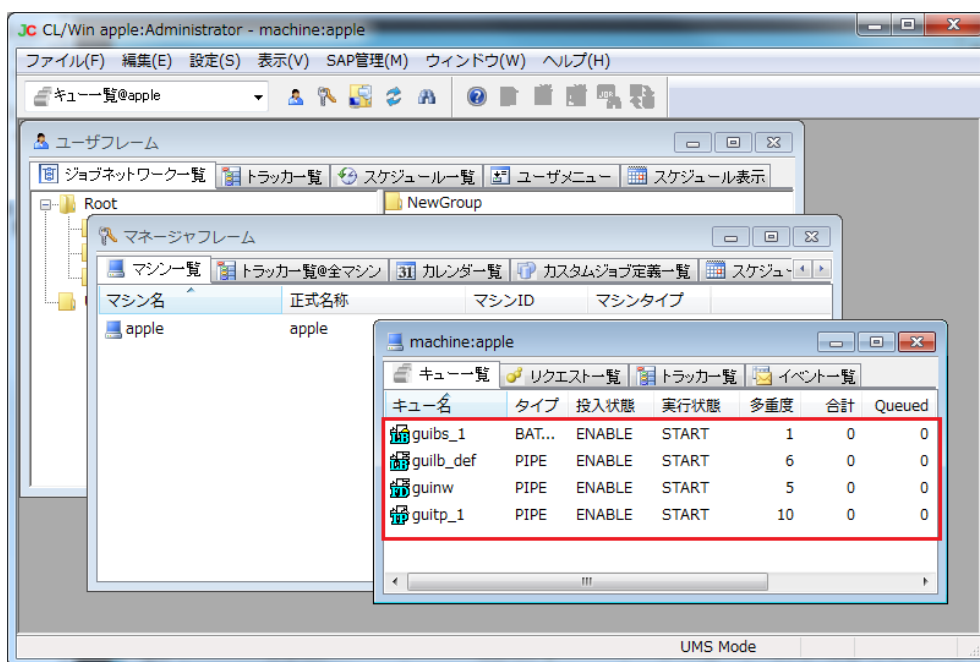 JC CL/Win apple:Administrator - machine:apple
ファイル(F) 編集(E) 設定(S) 表示(V) SAP管理(M) ウィンドウ(W) ヘルプ(H)
キュー一覧@apple
ユーザフレーム
ジョブネットワーク一覧 トラッカ一覧 スケジュール一覧 ユーザメニュー スケジュール表示
Root NewGroup
マネージャフレーム
マシン一覧 トラッカ一覧@全マシン 31 カレンダ一覧 カスタムジョブ定義一覧 スケジュ
マシン名 正式名称 マシンID マシンタイプ
apple apple
machine:apple
キュー一覧 リクエスト一覧 トラッカ一覧 イベント一覧
キュー名 タイプ 投入状態 実行状態 多重度 合計 Queued
guibs_1 BAT... ENABLE START 1 0 0
guilb_def PIPE ENABLE START 6 0 0
guinw PIPE ENABLE START 5 0 0
guitp_1 PIPE ENABLE START 10 0 0
UMS Mode